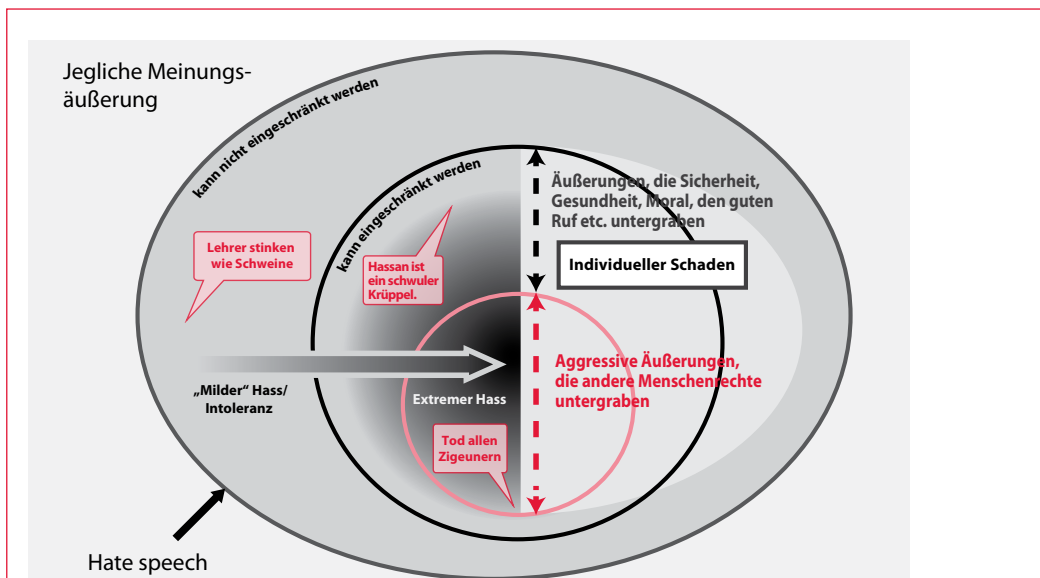 Jegliche Meinungs-
äußerung
kann nicht eingeschränkt werden
kann eingeschränkt werden
Äußerungen, die Sicherheit,
Gesundheit, Moral, den guten
Ruf etc. untergraben
Lehrer stinken
wie Schweine
Hassan ist
ein schwuler
Krüppel.
Individueller Schaden
Aggressive Äußerungen,
die andere Menschenrechte
untergraben
„Milder“ Hass/
Intoleranz
Extremer Hass
Tod allen
Zigeunern
Hate speech